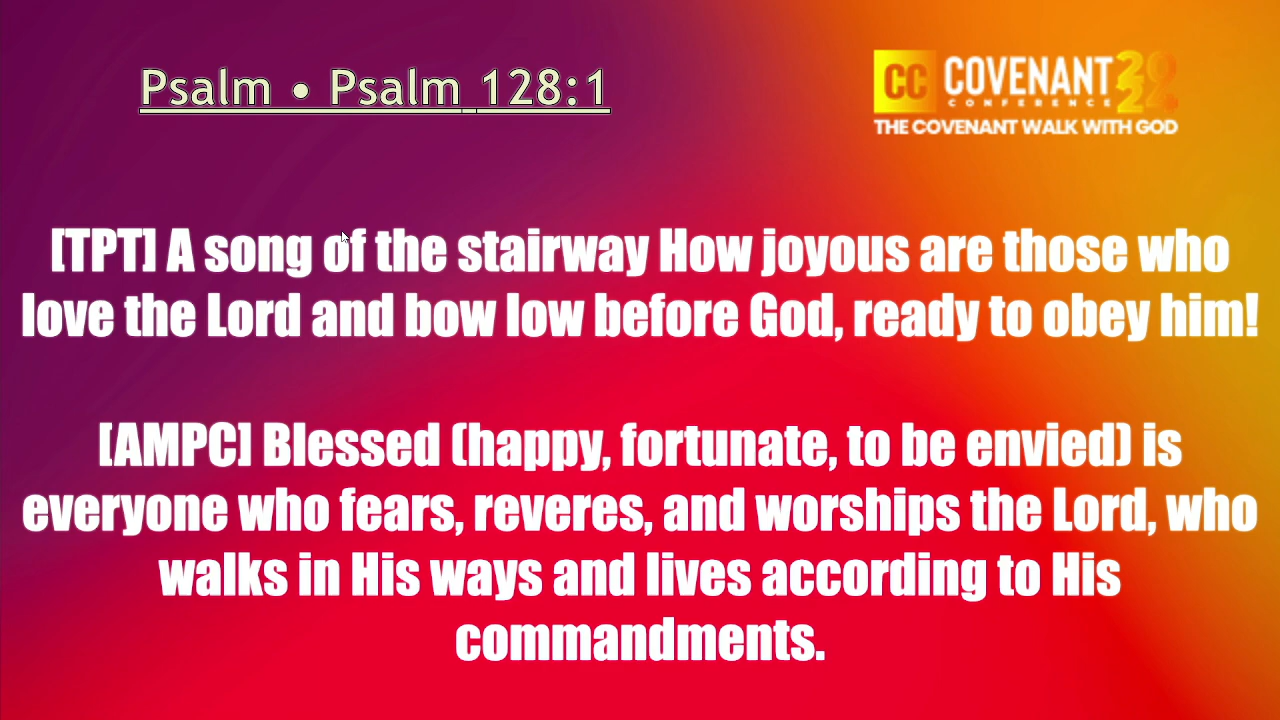 Psalm • Psalm 128:1
CC COVENANT
CONFERENCE
THE COVENANT WALK WITH GOD
[TPT] A song of the stairway How joyous are those who
love the Lord and bow low before God, ready to obey him!
[AMPC] Blessed (happy, fortunate, to be envied) is
everyone who fears, reveres, and worships the Lord, who
walks in His ways and lives according to His
commandments.